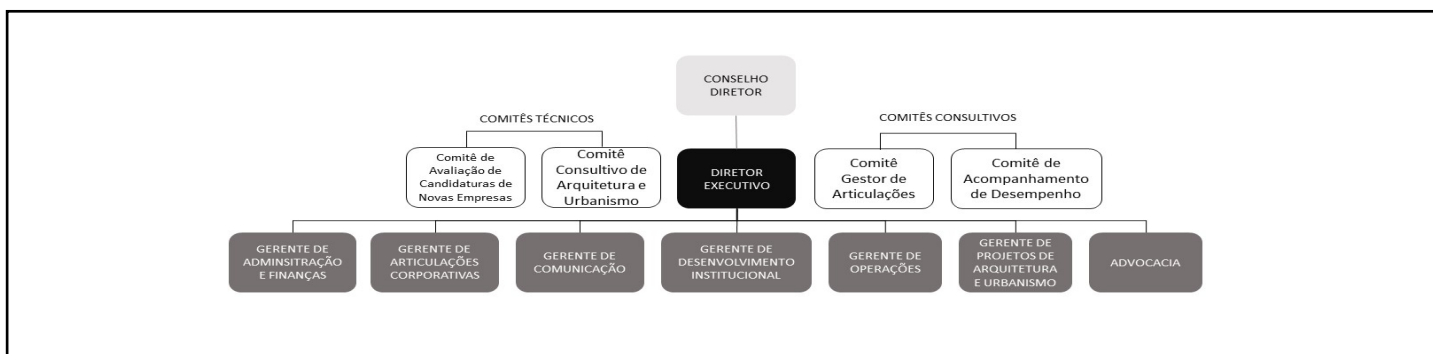 CONSELHO
DIRETOR
COMITÊS TÉCNICOS
COMITÊS CONSULTIVOS
Comitê de
Avaliação de
Candidaturas de
Novas Empresas
Comitê
Consultivo de
Arquitetura e
Urbanismo
DIRETOR
EXECUTIVO
Comitê
Gestor de
Articulações
Comitê de
Acompanhamento
de Desempenho
GERENTE DE
ADMINSITRAÇÃO
E FINANÇAS
GERENTE DE
ARTICULAÇÕES
CORPORATIVAS
GERENTE DE
COMUNICAÇÃO
GERENTE DE
DESENVOLVIMENTO
INSTITUCIONAL
GERENTE DE
OPERAÇÕES
GERENTE DE
PROJETOS DE
ARQUITETURA
E URBANISMO
ADVOCACIA